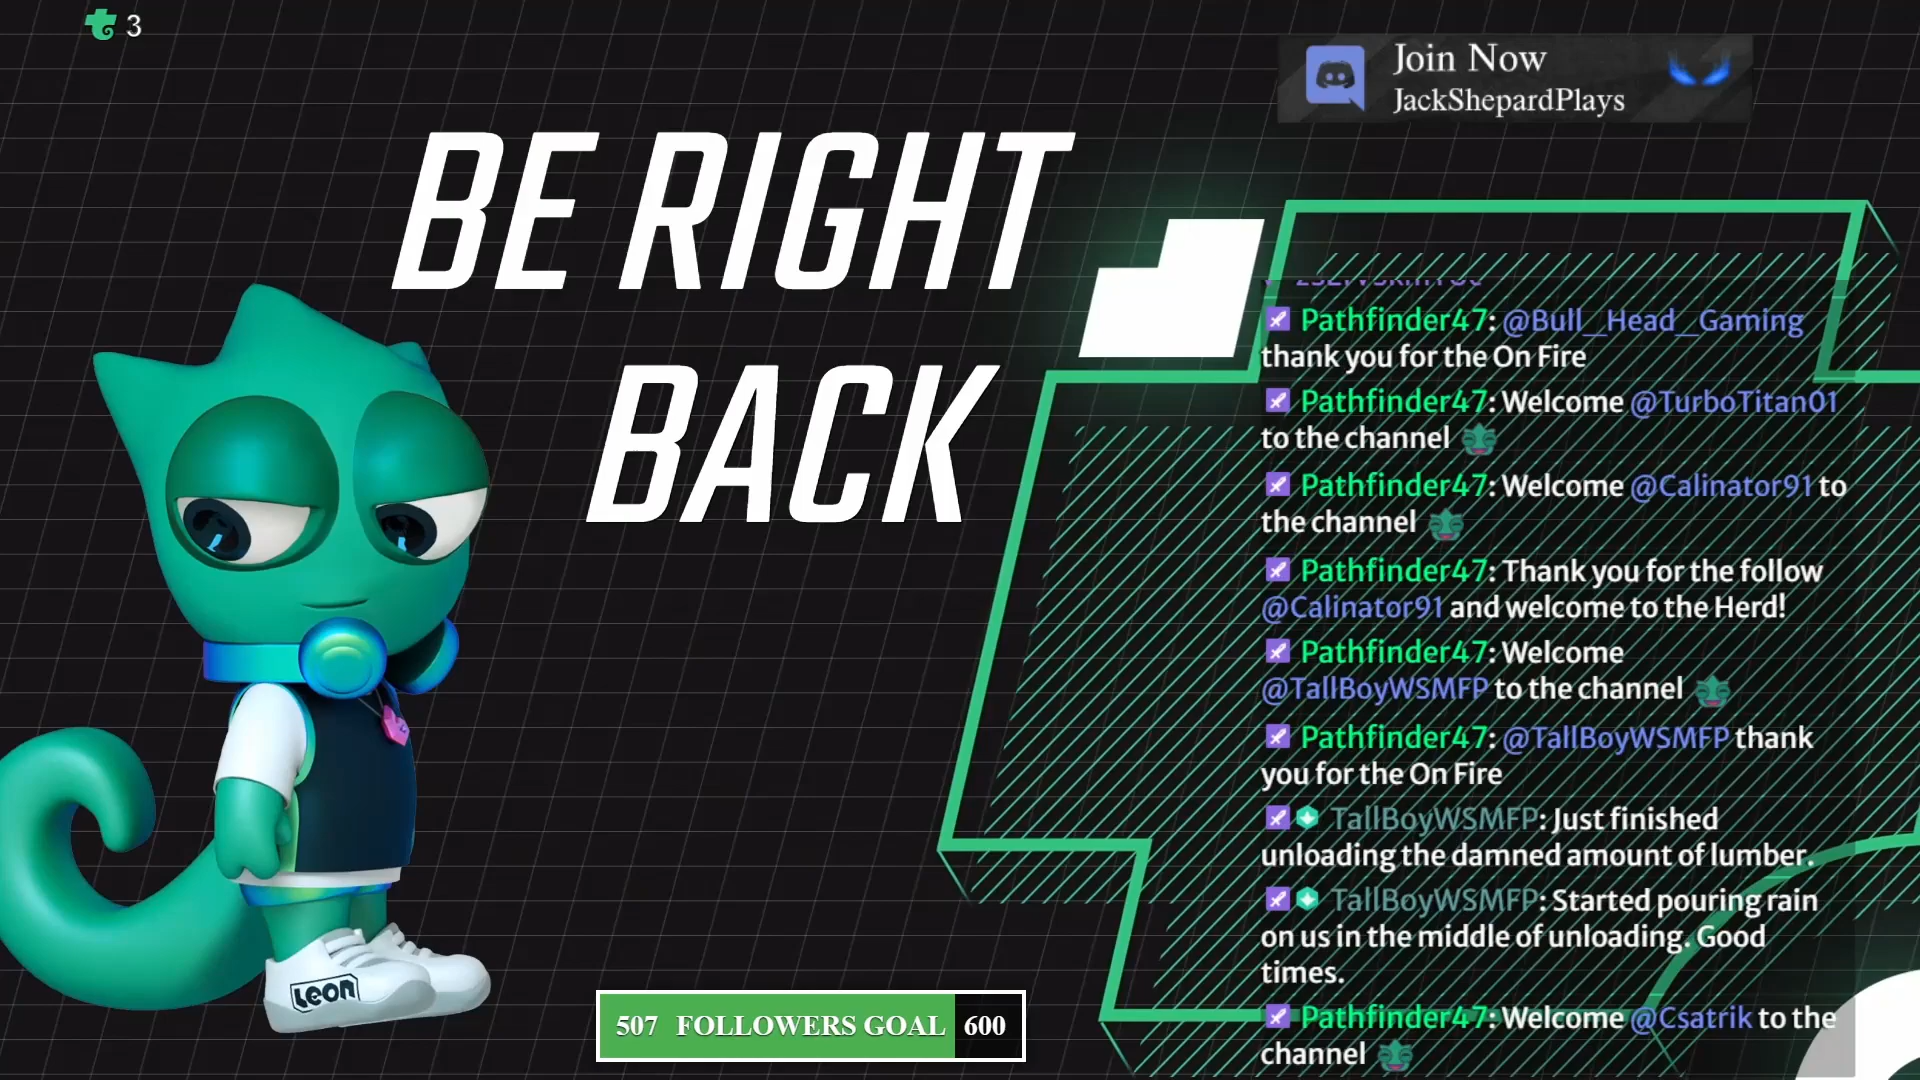 3
Join Now
JackShepardPlays
BE RIGHT
BACK
Pathfinder47: @Bull__Head__Gaming
thank you for the On Fire
Pathfinder47: Welcome @TurboTitan01
to the channel
Pathfinder47: Welcome @Calinator91 to
the channel
Pathfinder47: Thank you for the follow
@Calinator91 and welcome to the Herd!
Pathfinder47: Welcome
@TallBoyWSMFP to the channel
Pathfinder47: @TallBoyWSMFP thank
you for the On Fire
TallBoyWSMFP: Just finished
unloading the damned amount of lumber.
TallBoyWSMFP: Started pouring rain
on us in the middle of unloading. Good
times.
Pathfinder47: Welcome @Csatrik to the
channel
Leon
507 FOLLOWERS GOAL 600